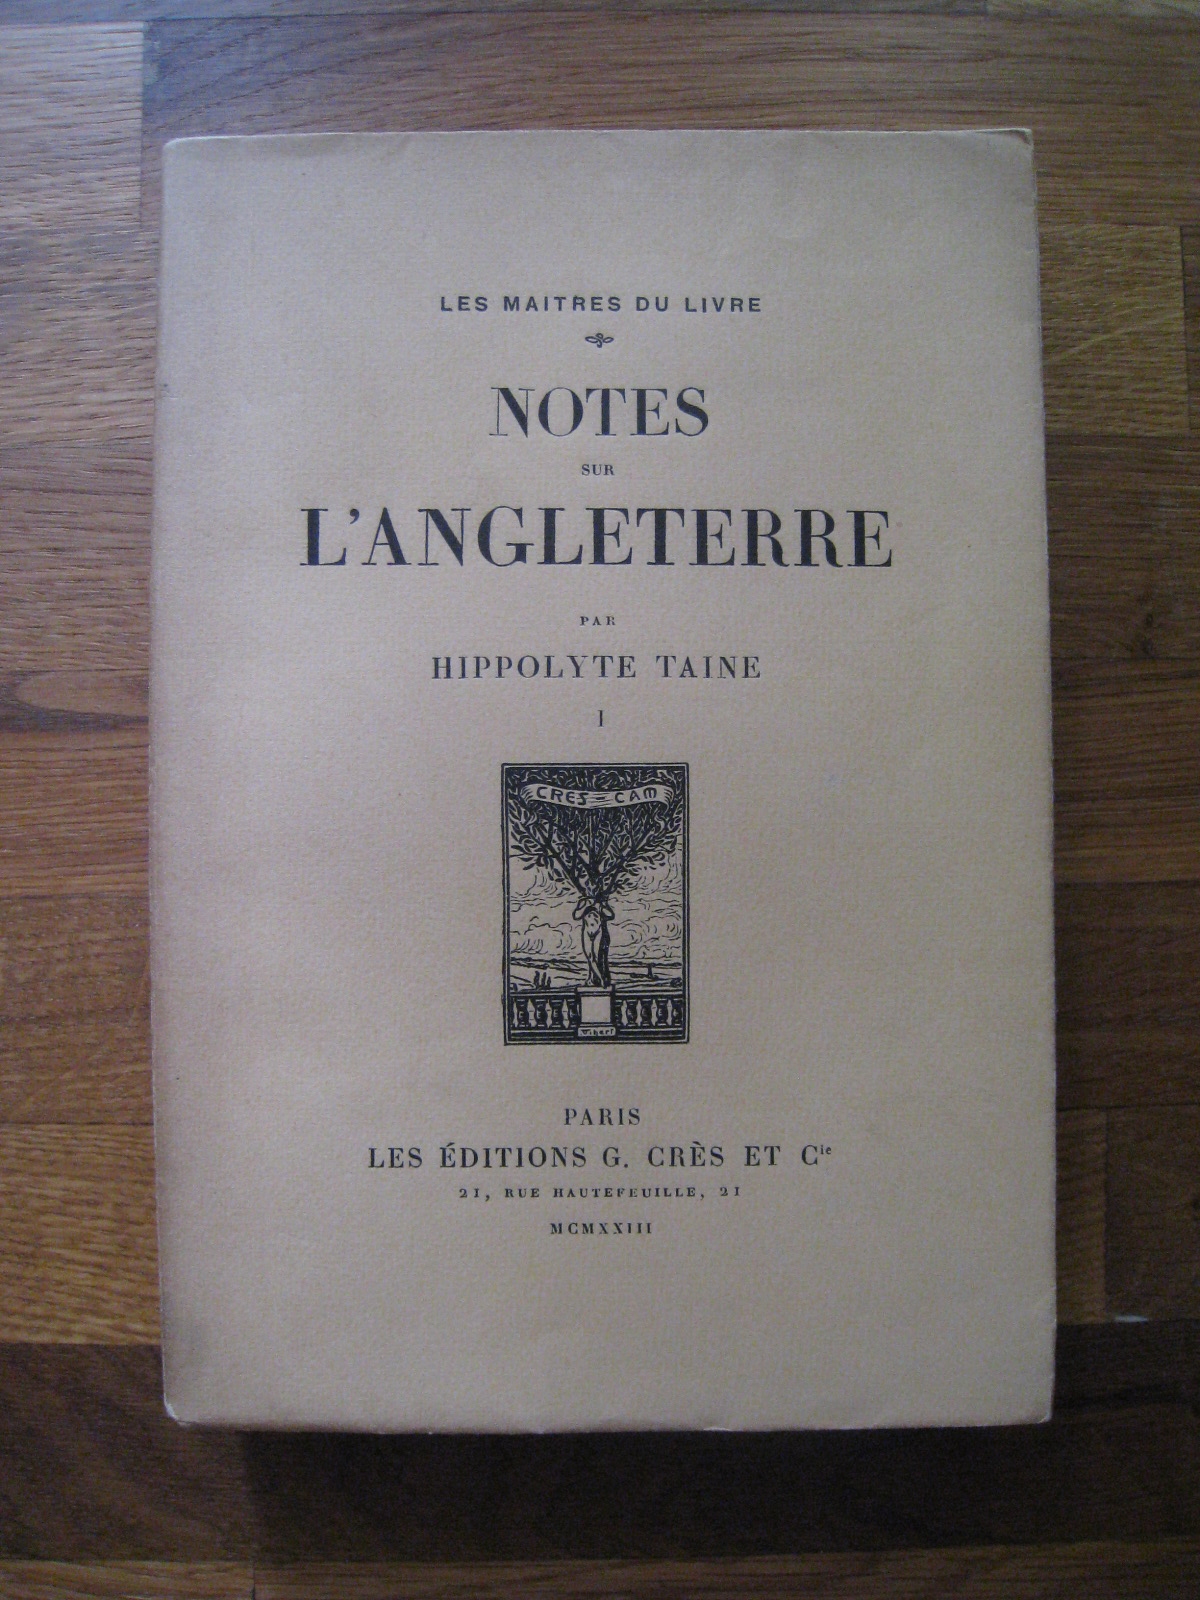 LES MAITRES DU LIVRE
NOTES
SUR
L'ANGLETERRE
PAR
HIPPOLYTE TAINE
I
CRES-CAM
Vibert
PARIS
LES ÉDITIONS G. CRÈS ET Cie
21, RUE HAUTEFEUILLE, 21
MCMXXIII